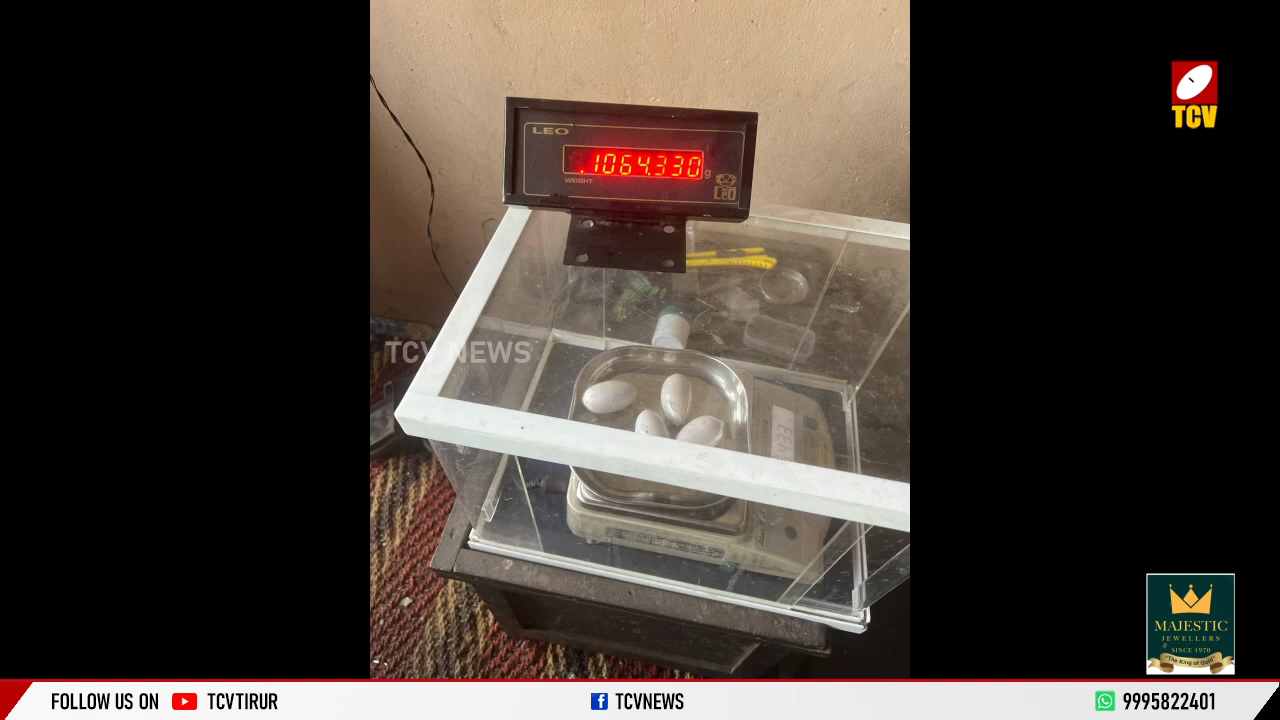 TCV
LEO
.1064.330 g
WEIGHT
LEO
TCV NEWS
MAJESTIC
JEWELLERS
SINCE 1970
"The King of Gold"
FOLLOW US ON TCVTIRUR
TCVNEWS
9995822401